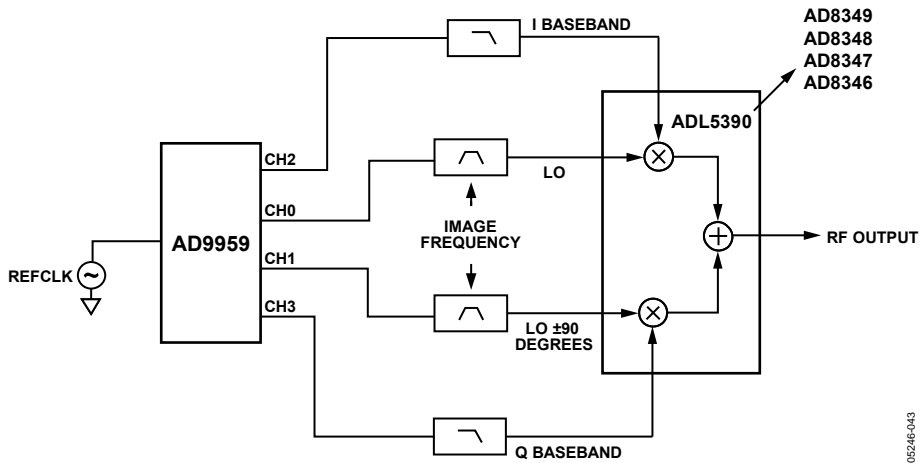 AD8349
AD8348
AD8347
AD8346
I BASEBAND
ADL5390
CH2
LO
CH0
IMAGE
FREQUENCY
AD9959
RF OUTPUT
REFCLK
CH1
CH3
LO ±90
DEGREES
Q BASEBAND
05246-043